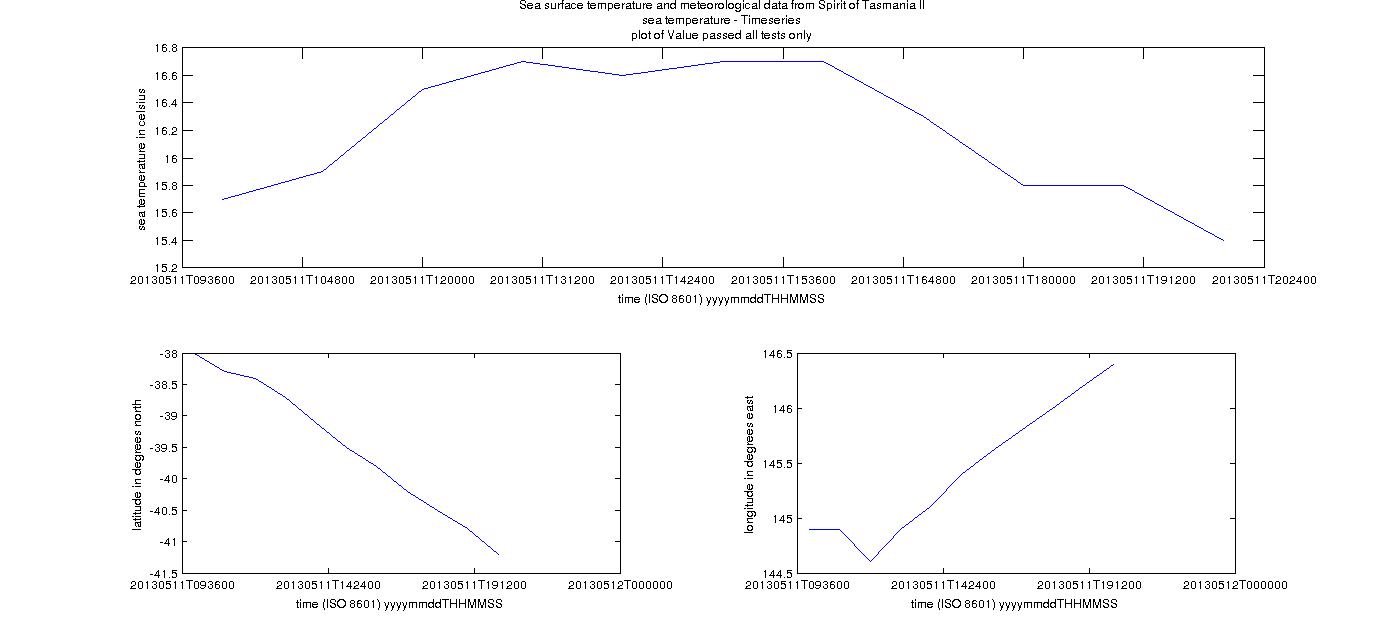 Sea surface temperature and meteorological data from Spirit of Tasmania II
sea temperature - Timeseries
plot of Value passed all tests only
sea temperature in celsius
16.8
16.6
16.4
16.2
16
15.8
15.6
15.4
15.2
20130511T093600 20130511T104800 20130511T120000 20130511T131200 20130511T142400 20130511T153600 20130511T164800 20130511T180000 20130511T191200 20130511T202400
time (ISO 8601) yyyymmddTHHMMSS
latitude in degrees north
-38
-38.5
-39
-39.5
-40
-40.5
-41
-41.5
20130511T093600 20130511T142400 20130511T191200 20130512T000000
time (ISO 8601) yyyymmddTHHMMSS
longitude in degrees east
146.5
146
145.5
145
144.5
20130511T093600 20130511T142400 20130511T191200 20130512T000000
time (ISO 8601) yyyymmddTHHMMSS